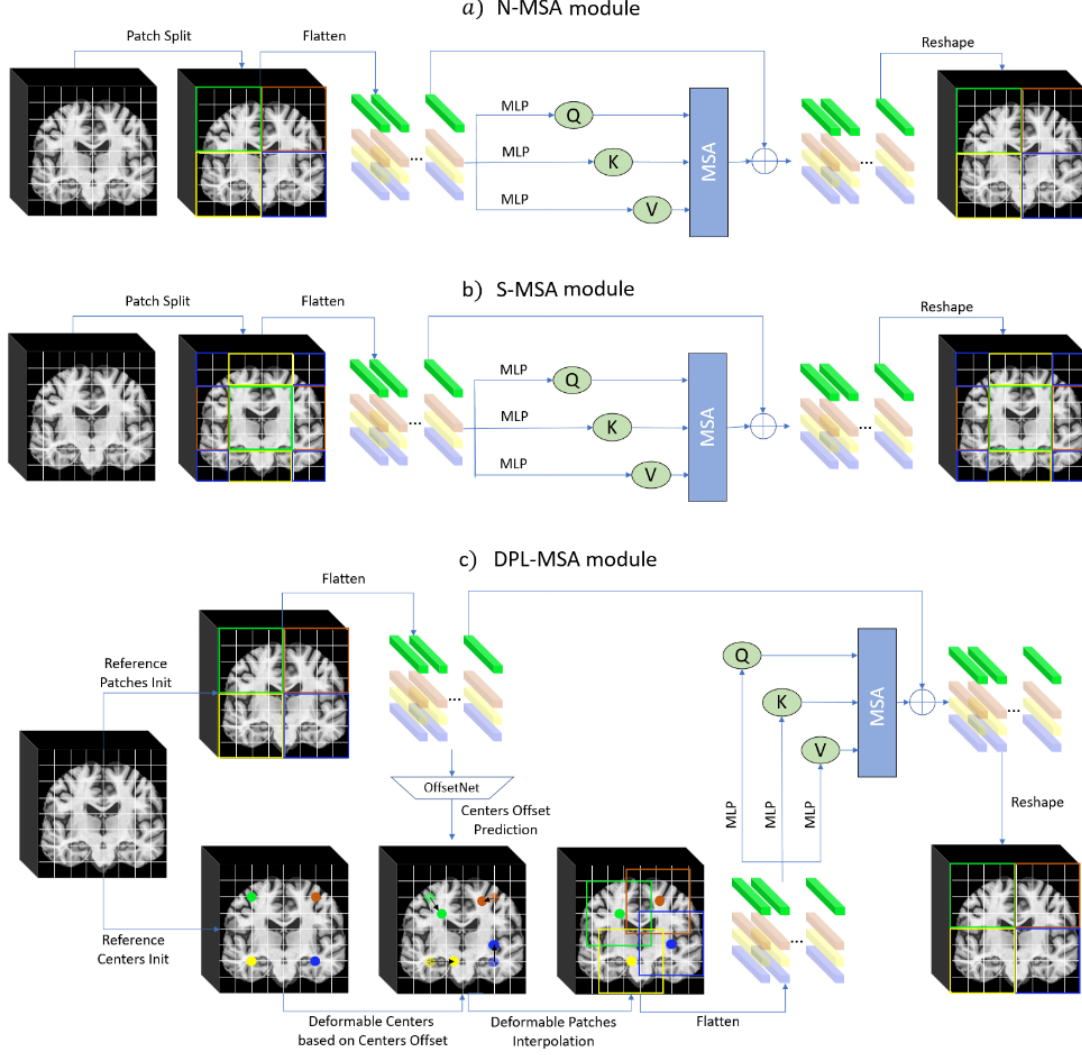 a) N-MSA module
Patch Split
Flatten
Reshape
MLP
Q
...
MLP
K
MSA
...
MLP
V
b) S-MSA module
Patch Split
Flatten
Reshape
MLP
Q
...
MLP
K
MSA
...
MLP
V
c) DPL-MSA module
Flatten
Reference
Patches Init
...
Q
K
MSA
V
...
OffsetNet
Centers Offset
Prediction
MLP
MLP
MLP
Reshape
Reference
Centers Init
...
Deformable Centers
based on Centers Offset
Deformable Patches
Interpolation
Flatten